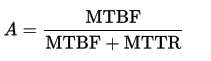 A = MTBF / (MTBF + MTTR)